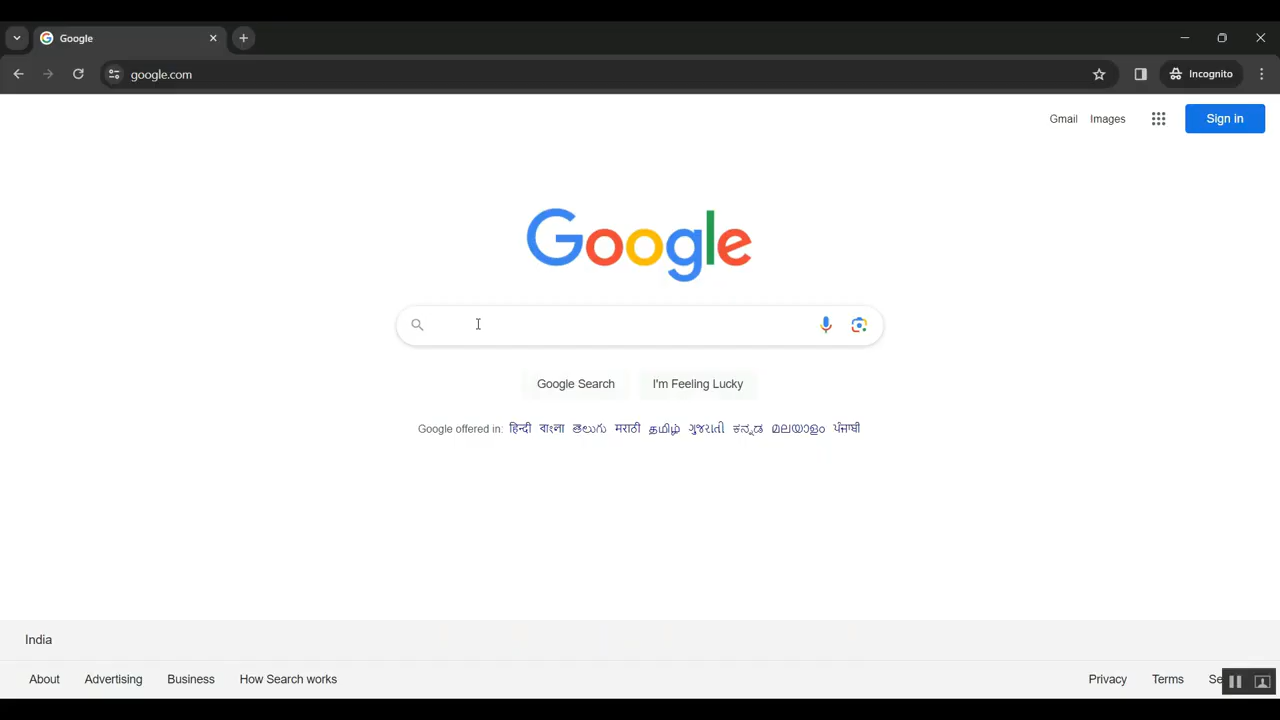 Google
google.com
Incognito
Gmail Images Sign in
Google
Google Search I'm Feeling Lucky
Google offered in: हिन्दी বাংলা తెలుగు मराठी தமிழ் ગુજરાતી ಕನ್ನಡ മലയാളം ਪੰਜਾਬੀ
India
About Advertising Business How Search works Privacy Terms